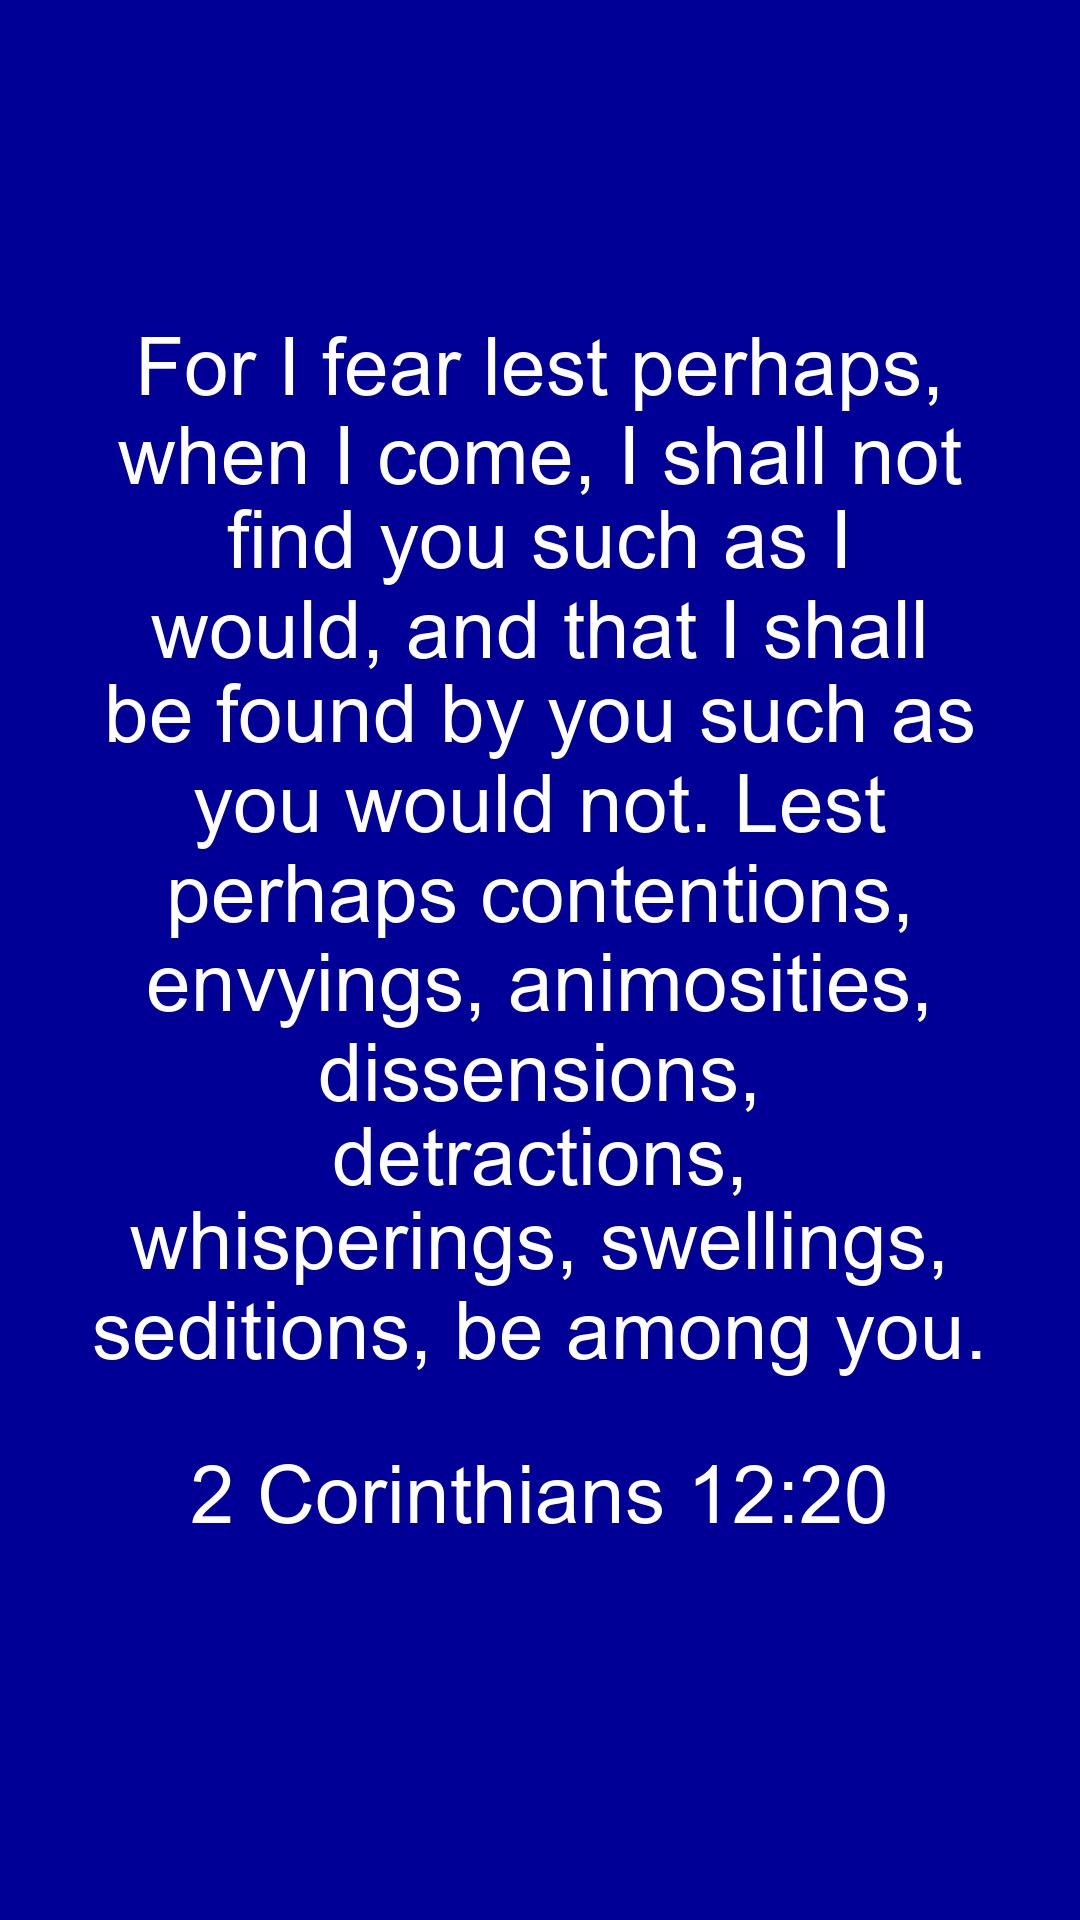 For I fear lest perhaps,
when I come, I shall not
find you such as I
would, and that I shall
be found by you such as
you would not. Lest
perhaps contentions,
envyings, animosities,
dissensions,
detractions,
whisperings, swellings,
seditions, be among you.
2 Corinthians 12:20